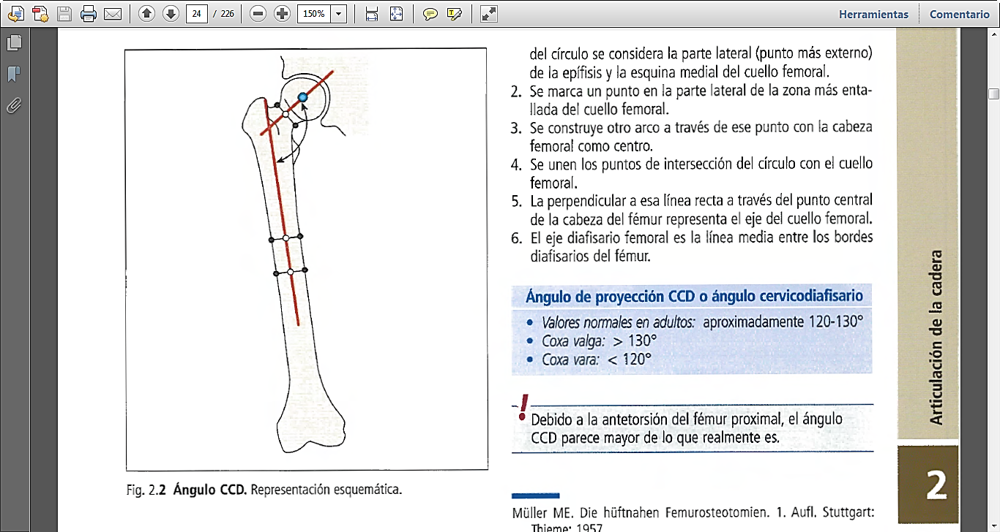 24 / 226
150%
Herramientas
Comentario
Fig. 2.2 Ángulo CCD. Representación esquemática.
del círculo se considera la parte lateral (punto más externo)
de la epífisis y la esquina medial del cuello femoral.
2. Se marca un punto en la parte lateral de la zona más enta-
llada del cuello femoral.
3. Se construye otro arco a través de ese punto con la cabeza
femoral como centro.
4. Se unen los puntos de intersección del círculo con el cuello
femoral.
5. La perpendicular a esa línea recta a través del punto central
de la cabeza del fémur representa el eje del cuello femoral.
6. El eje diafisario femoral es la línea media entre los bordes
diafisarios del fémur.
Ángulo de proyección CCD o ángulo cervicodiafisario
• Valores normales en adultos: aproximadamente 120-130°
• Coxa valga: > 130°
• Coxa vara: < 120°
!
Debido a la antetorsión del fémur proximal, el ángulo
CCD parece mayor de lo que realmente es.
Müller ME. Die hüftnahen Femurosteotomien. 1. Aufl. Stuttgart:
Thieme; 1957
Articulación de la cadera
2